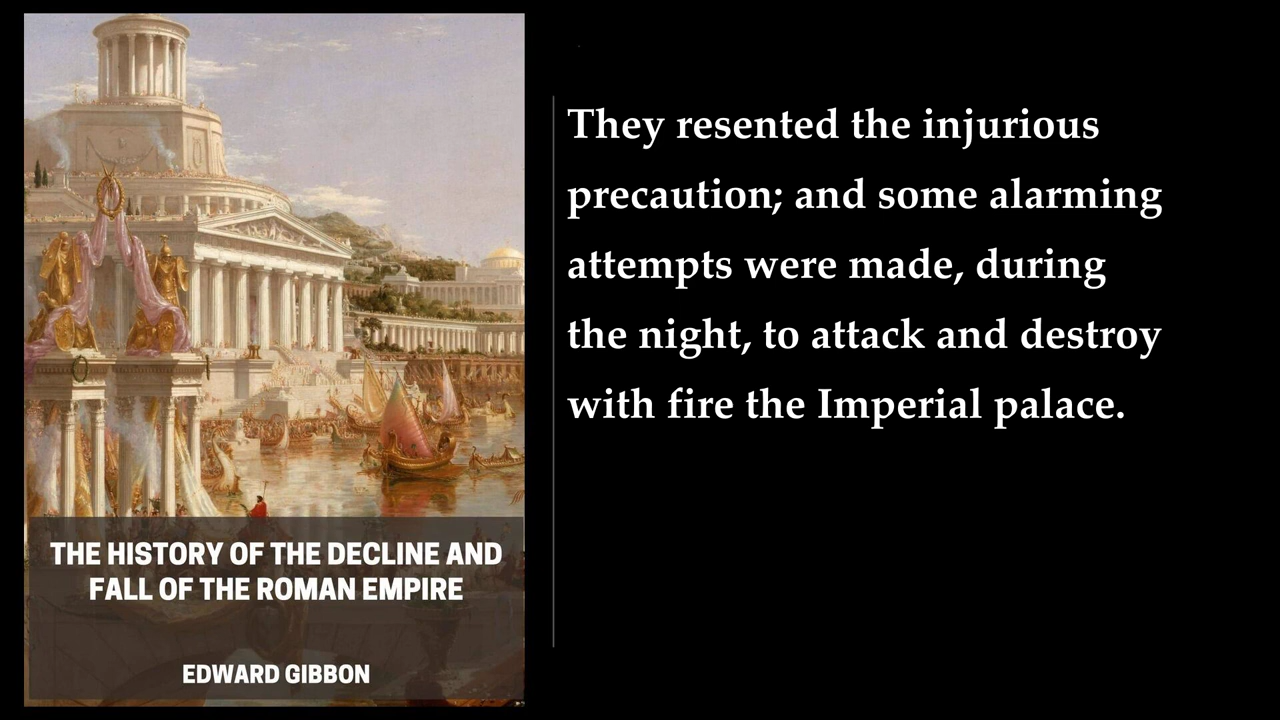 They resented the injurious
precaution; and some alarming
attempts were made, during
the night, to attack and destroy
with fire the Imperial palace.
THE HISTORY OF THE DECLINE AND
FALL OF THE ROMAN EMPIRE
EDWARD GIBBON